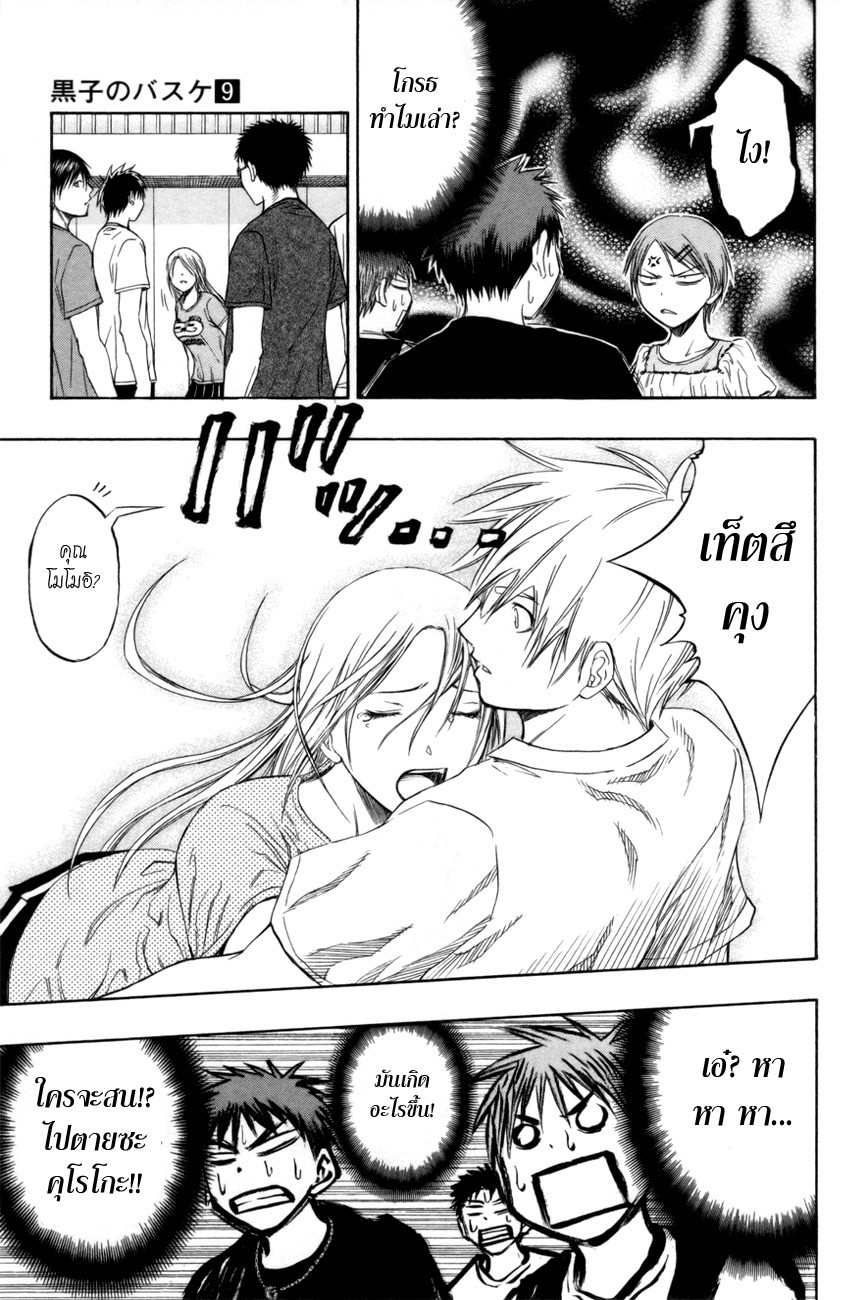 黒子のバスケ 9
ไง!
โกรธ
ทำไมเล่า?
เท็ตสึ
คุง
คุณ
โมโมอิ?
เอ๋? หา
หา หา...
มันเกิด
อะไรขึ้น!
ใครจะสน!?
ไปตายซะ
คุโรโกะ!!